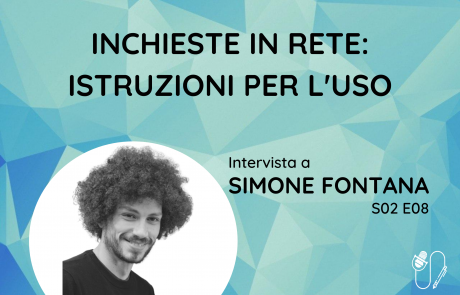 INCHIESTE IN RETE:
ISTRUZIONI PER L'USO
Intervista a
SIMONE FONTANA
S02 E08